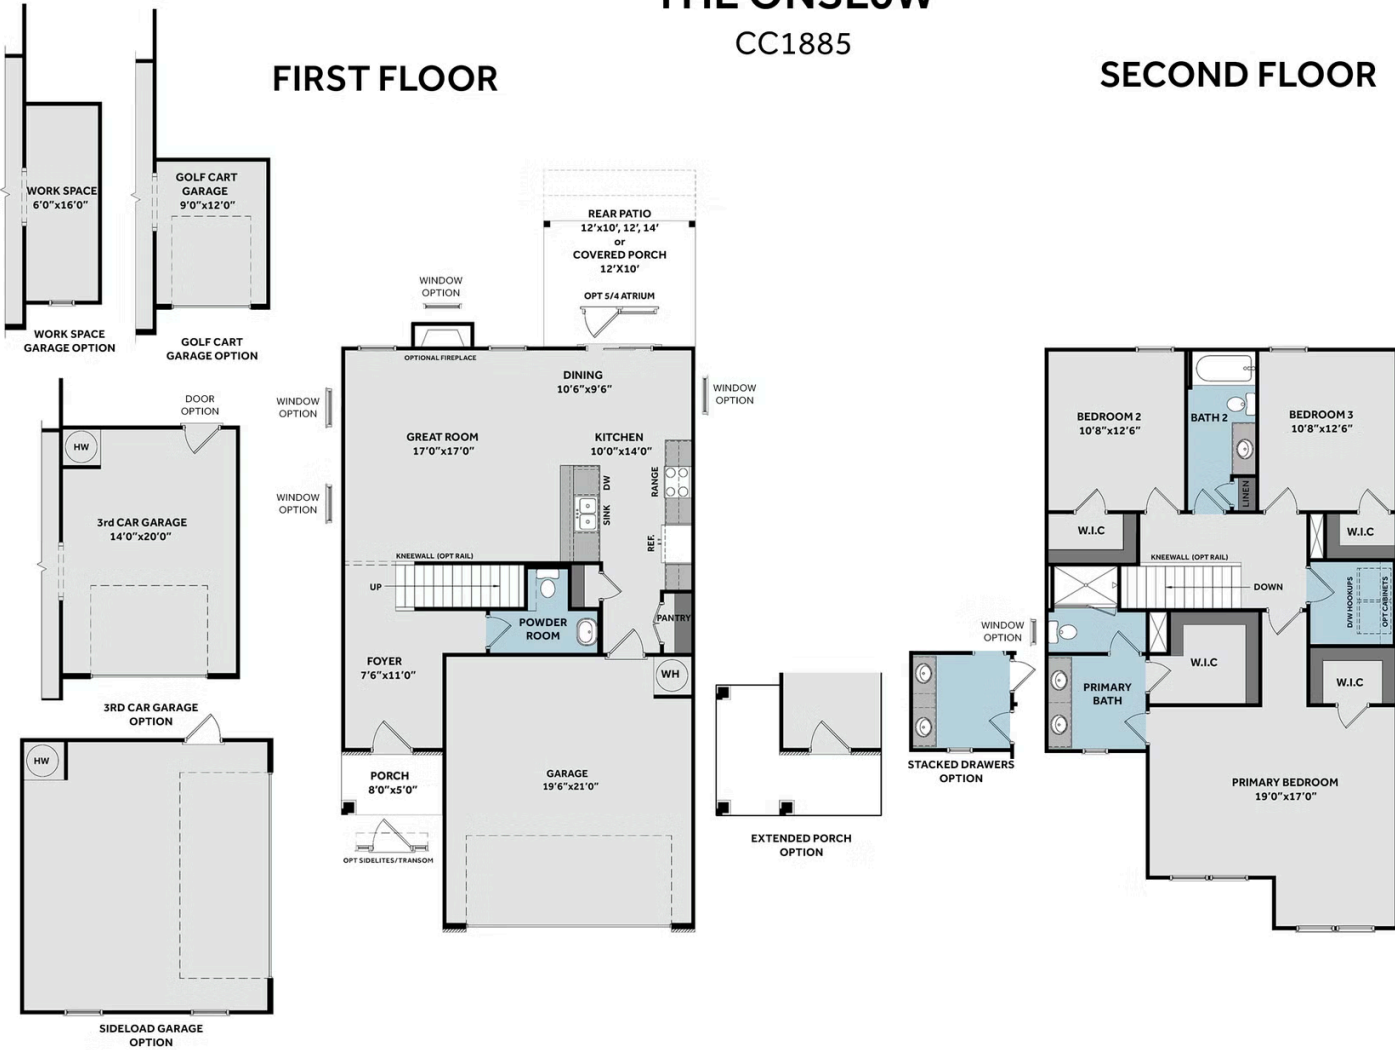 THE ONSLOW
CC1885
FIRST FLOOR
SECOND FLOOR
WORK SPACE
6'0"x16'0"
WORK SPACE
GARAGE OPTION
GOLF CART
GARAGE
9'0"x12'0"
GOLF CART
GARAGE OPTION
REAR PATIO
12'x10', 12', 14'
or
COVERED PORCH
12'X10'
OPT 5/4 ATRIUM
WINDOW
OPTION
OPTIONAL FIREPLACE
DINING
10'6"x9'6"
WINDOW
OPTION
WINDOW
OPTION
WINDOW
OPTION
GREAT ROOM
17'0"x17'0"
KITCHEN
10'0"x14'0"
RANGE
DW
SINK
REF.
KNEEWALL (OPT RAIL)
UP
POWDER
ROOM
PANTRY
FOYER
7'6"x11'0"
WH
PORCH
8'0"x5'0"
GARAGE
19'6"x21'0"
OPT SIDELITES/TRANSOM
DOOR
OPTION
HW
3rd CAR GARAGE
14'0"x20'0"
3RD CAR GARAGE
OPTION
HW
SIDELOAD GARAGE
OPTION
EXTENDED PORCH
OPTION
STACKED DRAWERS
OPTION
WINDOW
OPTION
BEDROOM 2
10'8"x12'6"
BATH 2
LINEN
BEDROOM 3
10'8"x12'6"
W.I.C
W.I.C
KNEEWALL (OPT RAIL)
DOWN
D/W HOOKUPS
OPT CABINETS
W.I.C
W.I.C
PRIMARY
BATH
PRIMARY BEDROOM
19'0"x17'0"